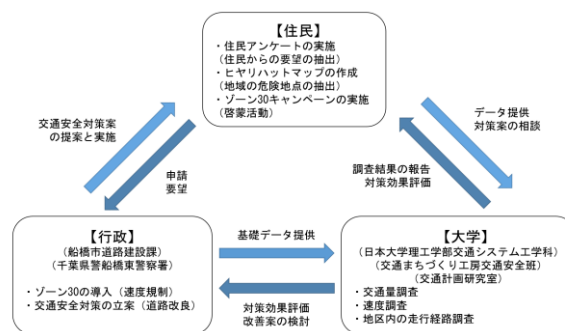 【住民】
・住民アンケートの実施
(住民からの要望の抽出)
・ヒヤリハットマップの作成
(地域の危険地点の抽出)
・ゾーン30キャンペーンの実施
(啓蒙活動)
交通安全対策案
の提案と実施
申請
要望
データ提供
対策案の相談
調査結果の報告
対策効果評価
【行政】
(船橋市道路建設課)
(千葉県警船橋東警察署)
・ゾーン30の導入(速度規制)
・交通安全対策の立案(道路改良)
基礎データ提供
対策効果評価
改善案の検討
【大学】
(日本大学理工学部交通システム工学科)
(交通まちづくり工房交通安全班)
(交通計画研究室)
・交通量調査
・速度調査
・地区内の走行経路調査